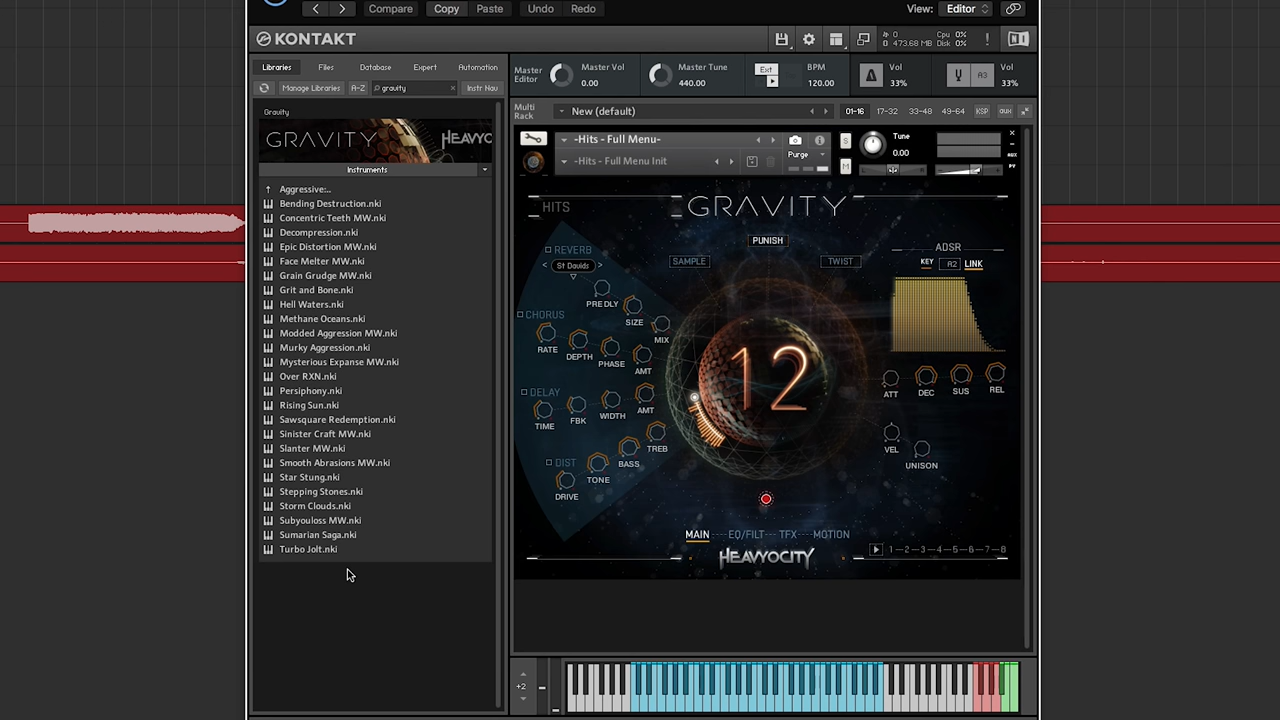 Compare Copy Paste Undo Redo View: Editor
KONTAKT
0
473.68 MB
Cpu 0%
Disk 0%
!
Libraries Files Database Expert Automation
Manage Libraries A-Z gravity Instr Nav
Master Editor
Master Vol
0.00
Master Tune
440.00
Ext
BPM
120.00
Vol
33%
A3
Vol
33%
Multi Rack
New (default)
01-16 17-32 33-48 49-64 KSP AUX
Gravity
GRAVITY HEAVYOC
Instruments
Aggressive:..
Bending Destruction.nki
Concentric Teeth MW.nki
Decompression.nki
Epic Distortion MW.nki
Face Melter MW.nki
Grain Grudge MW.nki
Grit and Bone.nki
Hell Waters.nki
Methane Oceans.nki
Modded Aggression MW.nki
Murky Aggression.nki
Mysterious Expanse MW.nki
Over RXN.nki
Persiphony.nki
Rising Sun.nki
Sawsquare Redemption.nki
Sinister Craft MW.nki
Slanter MW.nki
Smooth Abrasions MW.nki
Star Stung.nki
Stepping Stones.nki
Storm Clouds.nki
Subyouloss MW.nki
Sumarian Saga.nki
Turbo Jolt.nki
-Hits - Full Menu-
-Hits - Full Menu Init
Purge
S
M
Tune
0.00
AUX
PV
HITS
GRAVITY
PUNISH
SAMPLE
TWIST
REVERB
< St Davids >
PRE DLY
SIZE
MIX
CHORUS
RATE
DEPTH
PHASE
AMT
DELAY
TIME
FBK
WIDTH
AMT
DIST
DRIVE
TONE
BASS
TREB
12
ADSR
KEY A2 LINK
ATT DEC SUS REL
VEL
UNISON
MAIN EQ/FILT TFX MOTION
HEAVYOCITY
1 2 3 4 5 6 7 8
+2